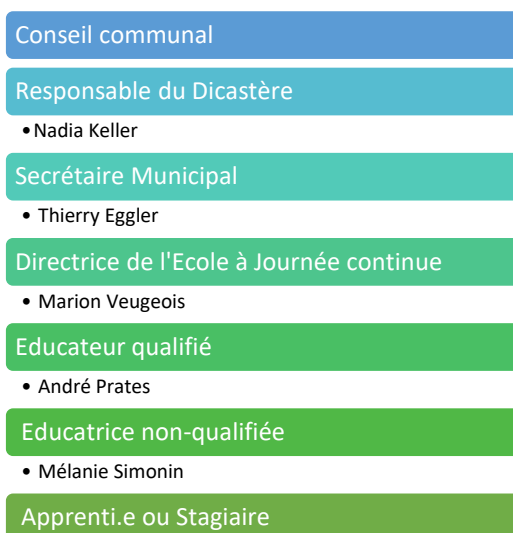 Conseil communal
Responsable du Dicastère
•Nadia Keller
Secrétaire Municipal
• Thierry Eggler
Directrice de l'Ecole à Journée continue
• Marion Veugeois
Educateur qualifié
• André Prates
Educatrice non-qualifiée
• Mélanie Simonin
Apprenti.e ou Stagiaire